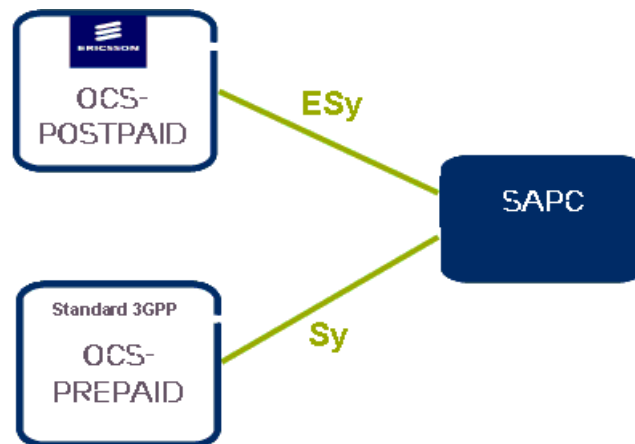 ERICSSON
OCS-
POSTPAID
ESy
SAPC
Standard 3GPP
OCS-
PREPAID
Sy